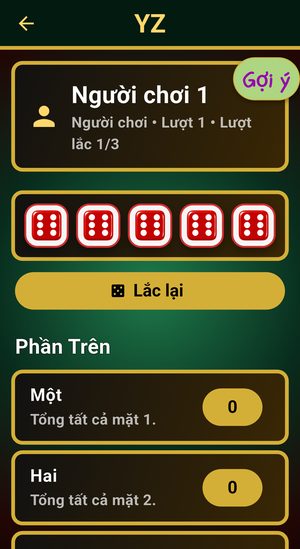 YZ
Gợi ý
Người chơi 1
Người chơi • Lượt 1 • Lượt
lắc 1/3
Lắc lại
Phần Trên
Một
Tổng tất cả mặt 1.
0
Hai
Tổng tất cả mặt 2.
0